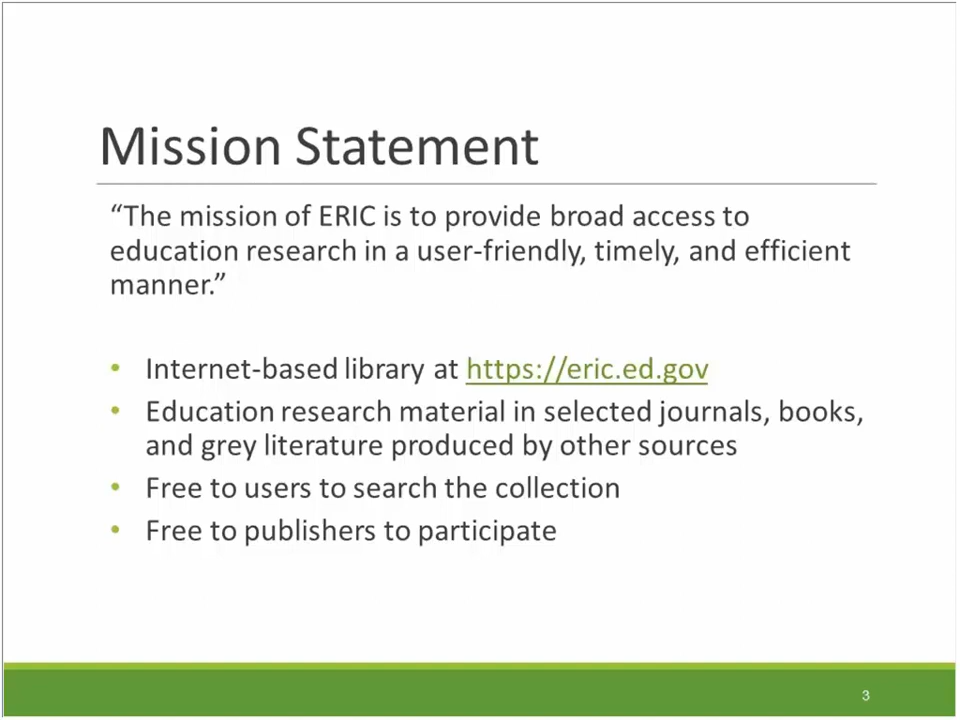 Mission Statement
“The mission of ERIC is to provide broad access to
education research in a user-friendly, timely, and efficient
manner.”
• Internet-based library at https://eric.ed.gov
• Education research material in selected journals, books,
and grey literature produced by other sources
• Free to users to search the collection
• Free to publishers to participate
3